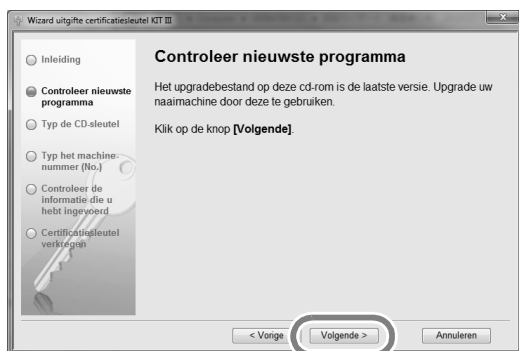 Wizard uitgifte certificatiesleutel KIT III
Inleiding
Controleer nieuwste
programma
Typ de CD-sleutel
Typ het machine-
nummer (No.)
Controleer de
informatie die u
hebt ingevoerd
Certificatiesleutel
verkregen
Controleer nieuwste programma
Het upgradebestand op deze cd-rom is de laatste versie. Upgrade uw
naaimachine door deze te gebruiken.
Klik op de knop [Volgende].
< Vorige
Volgende >
Annuleren